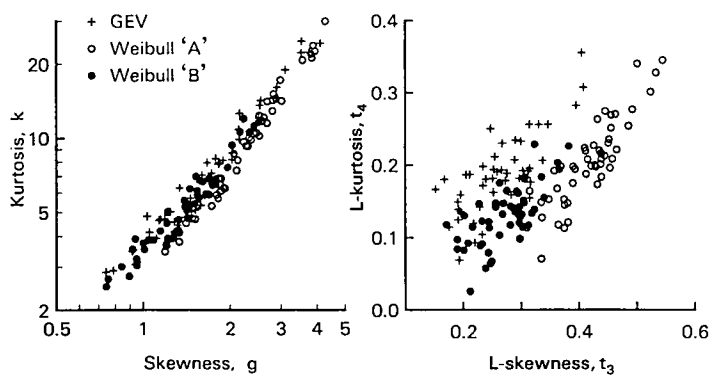 + GEV
○ Weibull ‘A’
● Weibull ‘B’
Kurtosis, k
20
10
5
2
0.5 1 2 3 4 5
Skewness, g
L-kurtosis, t4
0.4
0.3
0.2
0.1
0
0.2 0.4 0.6
L-skewness, t3